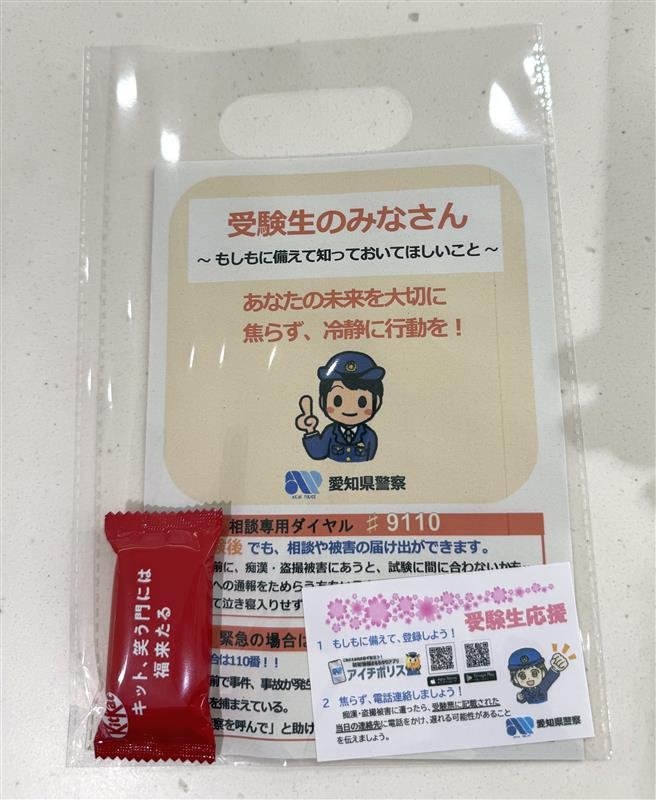 受験生のみなさん
～ もしもに備えて知っておいてほしいこと ～
あなたの未来を大切に
焦らず、冷静に行動を！
愛知県警察
相談専用ダイヤル ♯9110
後 でも、相談や被害の届け出ができます。
前に、痴漢・盗撮被害にあうと、試験に間に合わないかも
への通報をためらう
て泣き寝入りせず
緊急の場合は
合は110番！！
前で事件、事故が発生
を捕まえている。
察を呼んで」と助け
キット、笑う門には
福来たる
KitKat
受験生応援
1 もしもに備えて、登録しよう！
アイチポリス
2 焦らず、電話連絡しましょう！
痴漢・盗撮被害に遭ったら、受験票に記載された
当日の連絡先に電話をかけ、遅れる可能性があること
を伝えましょう。
愛知県警察